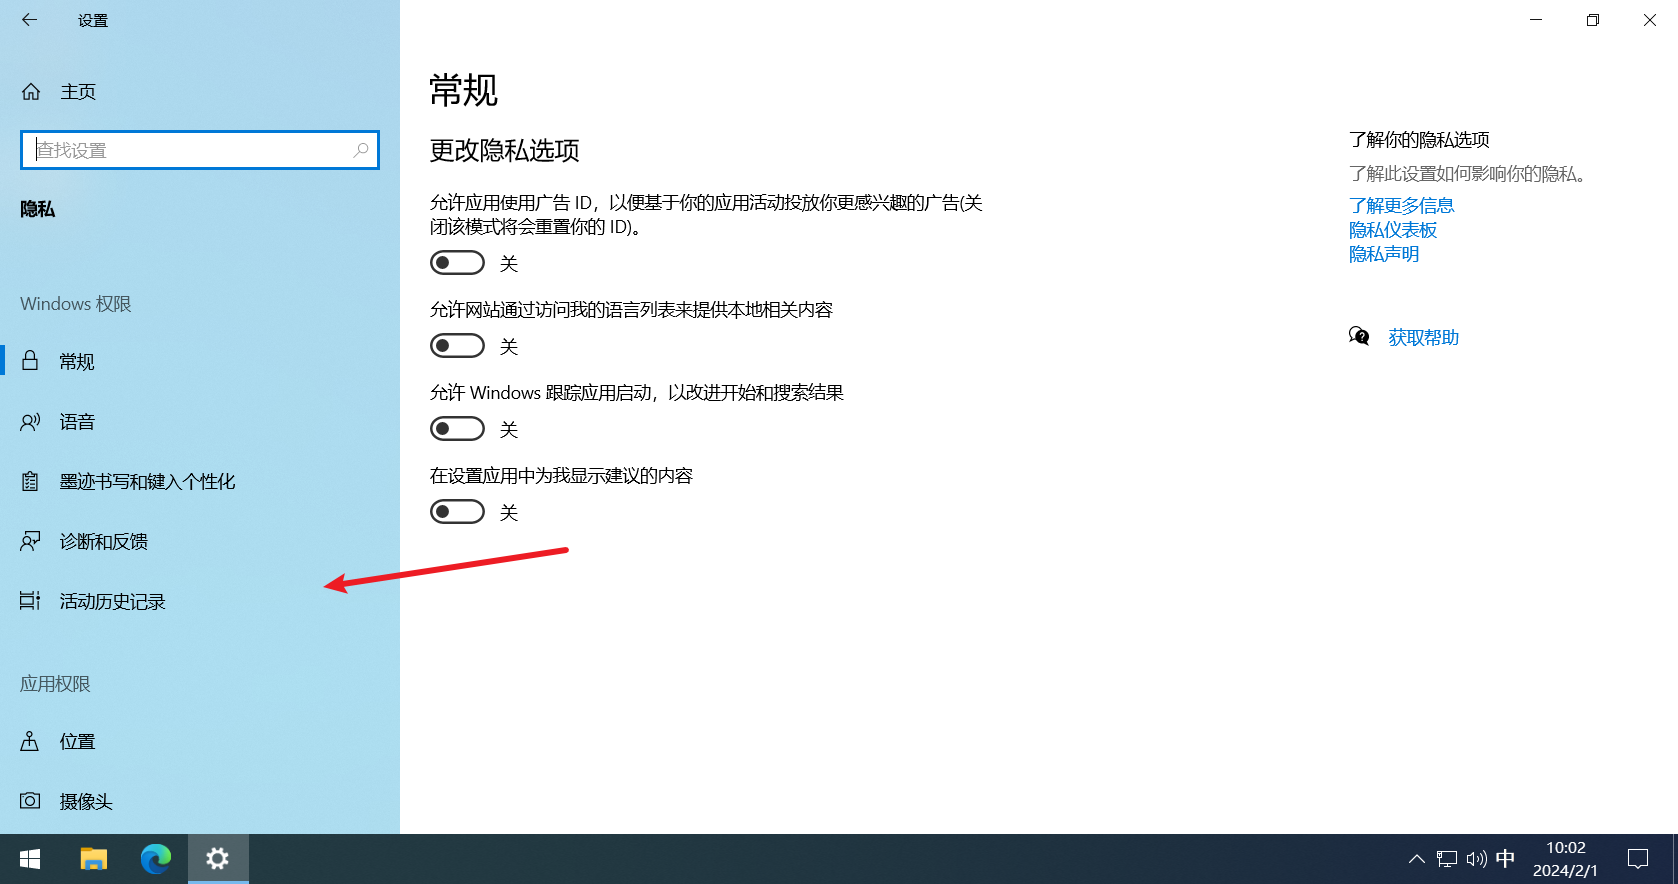 设置
主页
查找设置
隐私
Windows 权限
常规
语音
墨迹书写和键入个性化
诊断和反馈
活动历史记录
应用权限
位置
摄像头
常规
更改隐私选项
允许应用使用广告 ID，以便基于你的应用活动投放你更感兴趣的广告(关
闭该模式将会重置你的 ID)。
关
允许网站通过访问我的语言列表来提供本地相关内容
关
允许 Windows 跟踪应用启动，以改进开始和搜索结果
关
在设置应用中为我显示建议的内容
关
了解你的隐私选项
了解此设置如何影响你的隐私。
了解更多信息
隐私仪表板
隐私声明
获取帮助
中
10:02
2024/2/1